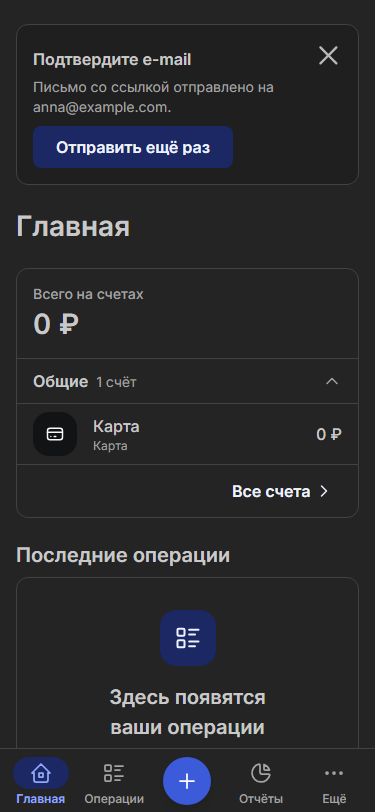 Подтвердите e-mail
Письмо со ссылкой отправлено на
anna@example.com.
Отправить ещё раз
Главная
Всего на счетах
0 ₽
Общие 1 счёт
Карта
Карта
0 ₽
Все счета
Последние операции
Здесь появятся
ваши операции
Главная
Операции
Отчёты
Ещё